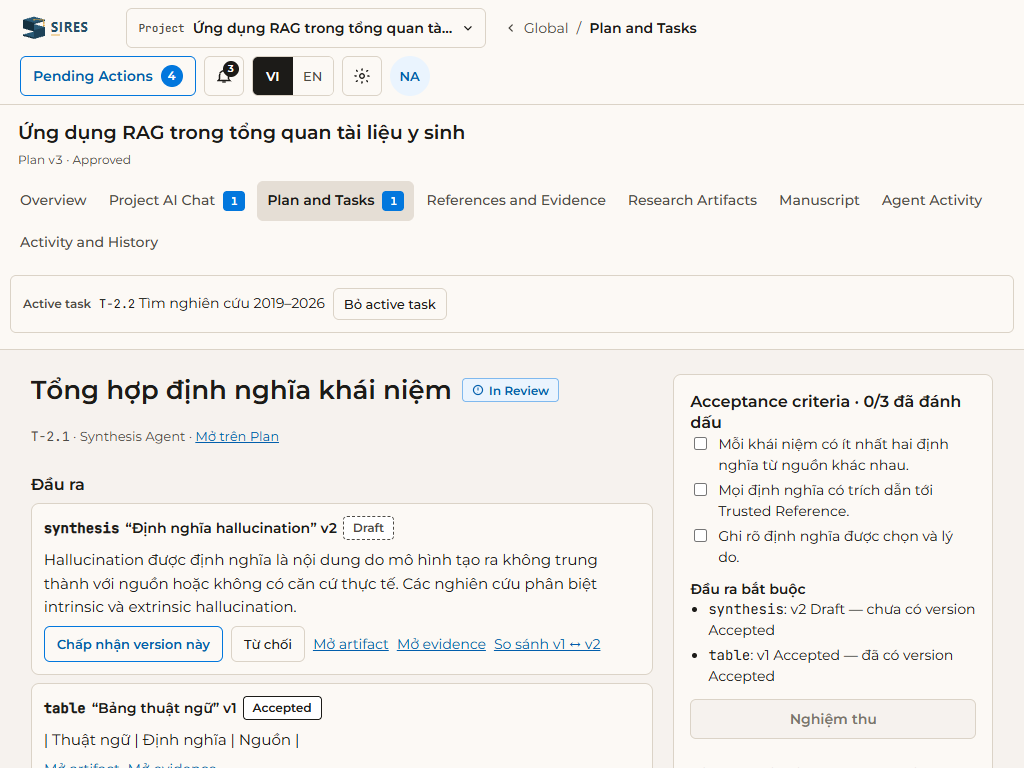 SIRES
Project Ứng dụng RAG trong tổng quan tà...
Global / Plan and Tasks
Pending Actions 4
3
VI EN
NA
Ứng dụng RAG trong tổng quan tài liệu y sinh
Plan v3 · Approved
Overview Project AI Chat 1 Plan and Tasks 1 References and Evidence Research Artifacts Manuscript Agent Activity
Activity and History
Active task T-2.2 Tìm nghiên cứu 2019–2026 Bỏ active task
Tổng hợp định nghĩa khái niệm In Review
T-2.1 · Synthesis Agent · Mở trên Plan
Đầu ra
synthesis “Định nghĩa hallucination” v2 Draft
Hallucination được định nghĩa là nội dung do mô hình tạo ra không trung
thành với nguồn hoặc không có căn cứ thực tế. Các nghiên cứu phân biệt
intrinsic và extrinsic hallucination.
Chấp nhận version này Từ chối Mở artifact Mở evidence So sánh v1 ↔ v2
table “Bảng thuật ngữ” v1 Accepted
| Thuật ngữ | Định nghĩa | Nguồn |
Mở artifact Mở evidence
Acceptance criteria · 0/3 đã đánh
dấu
Mỗi khái niệm có ít nhất hai định
nghĩa từ nguồn khác nhau.
Mọi định nghĩa có trích dẫn tới
Trusted Reference.
Ghi rõ định nghĩa được chọn và lý
do.
Đầu ra bắt buộc
synthesis: v2 Draft — chưa có version
Accepted
table: v1 Accepted — đã có version
Accepted
Nghiệm thu